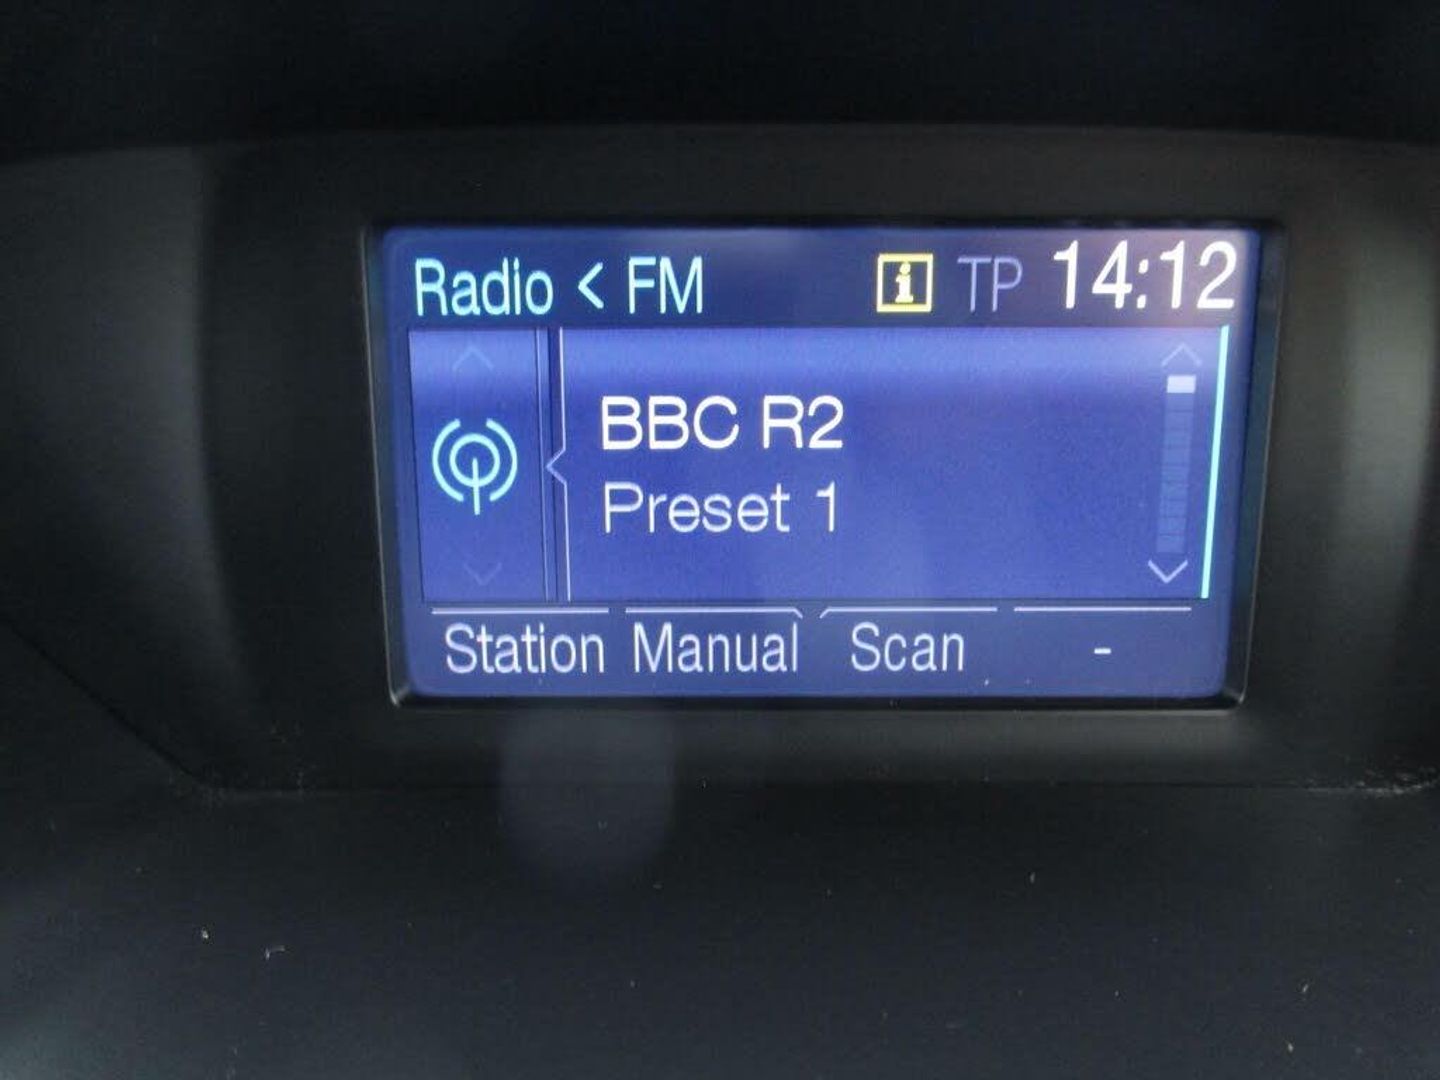 Radio < FM i TP 14:12
BBC R2
Preset 1
Station Manual Scan -